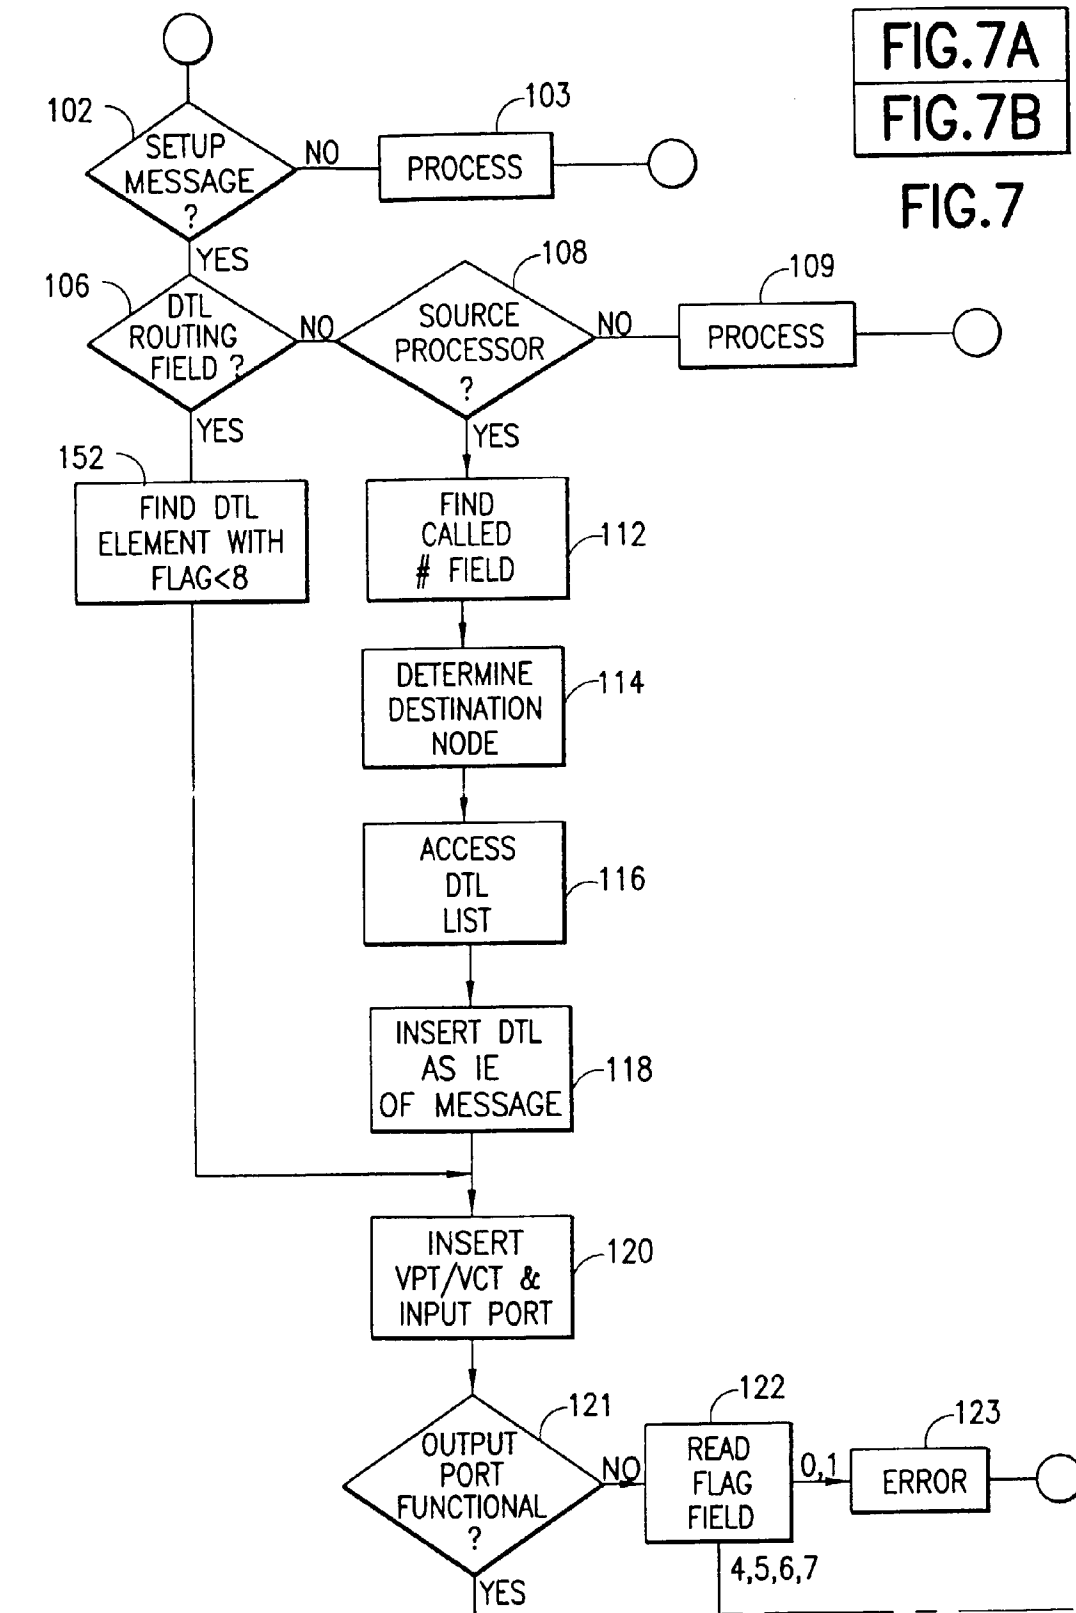 FIG.7A
FIG.7B
FIG.7
102
SETUP
MESSAGE
?
NO
103
PROCESS
YES
106
DTL
ROUTING
FIELD ?
NO
108
SOURCE
PROCESSOR
?
NO
109
PROCESS
YES
YES
152
FIND DTL
ELEMENT WITH
FLAG<8
FIND
CALLED
# FIELD
112
DETERMINE
DESTINATION
NODE
114
ACCESS
DTL
LIST
116
INSERT DTL
AS IE
OF MESSAGE
118
INSERT
VPT/VCT &
INPUT PORT
120
121
OUTPUT
PORT
FUNCTIONAL
?
NO
122
READ
FLAG
FIELD
0,1
123
ERROR
4,5,6,7
YES